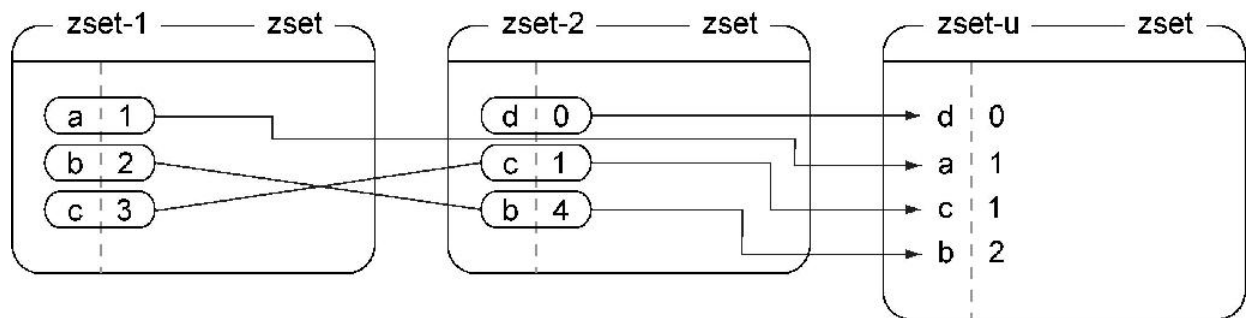 zset-1 zset zset-2 zset zset-u zset
a 1 d 0 d 0
b 2 c 1 a 1
c 3 b 4 c 1
b 2